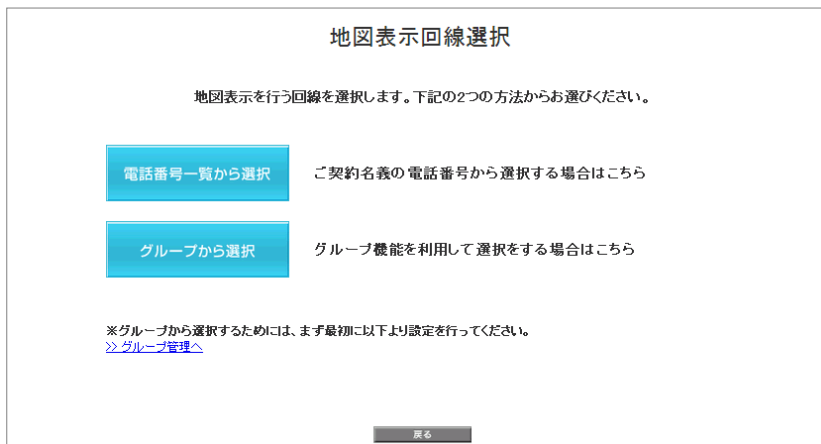 地図表示回線選択
地図表示を行う回線を選択します。下記の2つの方法からお選びください。
電話番号一覧から選択
ご契約名義の電話番号から選択する場合はこちら
グループから選択
グループ機能を利用して選択をする場合はこちら
※グループから選択するためには、まず最初に以下より設定を行ってください。
>> グループ管理へ
戻る